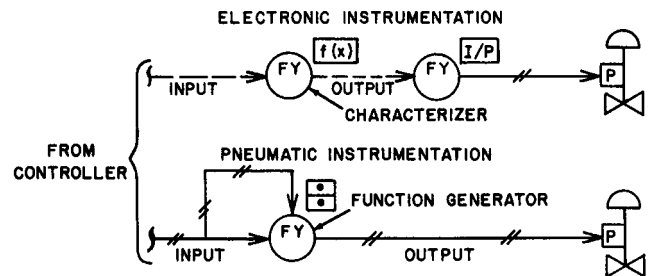 ELECTRONIC INSTRUMENTATION
f(x)
I/P
FY
FY
P
INPUT
OUTPUT
CHARACTERIZER
FROM
CONTROLLER
PNEUMATIC INSTRUMENTATION
FUNCTION GENERATOR
FY
P
INPUT
OUTPUT